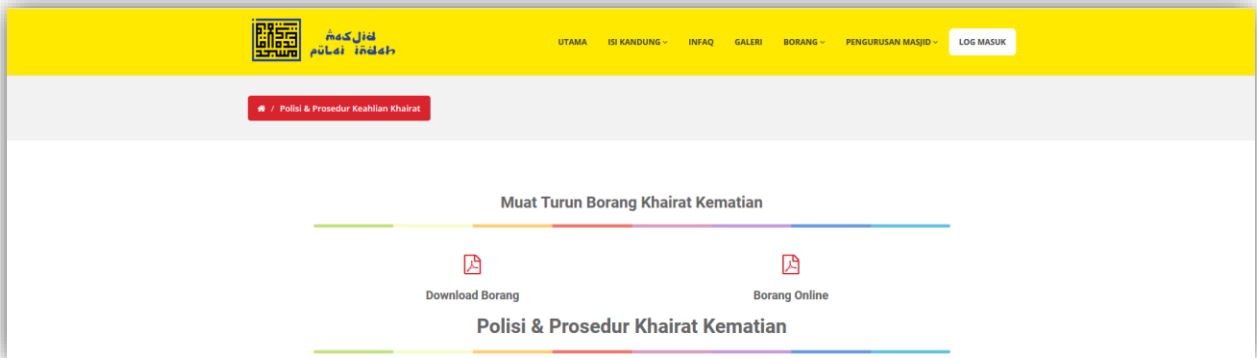 masjid
pulai indah
UTAMA ISI KANDUNG INFAQ GALERI BORANG PENGURUSAN MASJID LOG MASUK
/ Polisi & Prosedur Keahlian Khairat
Muat Turun Borang Khairat Kematian
Download Borang Borang Online
Polisi & Prosedur Khairat Kematian